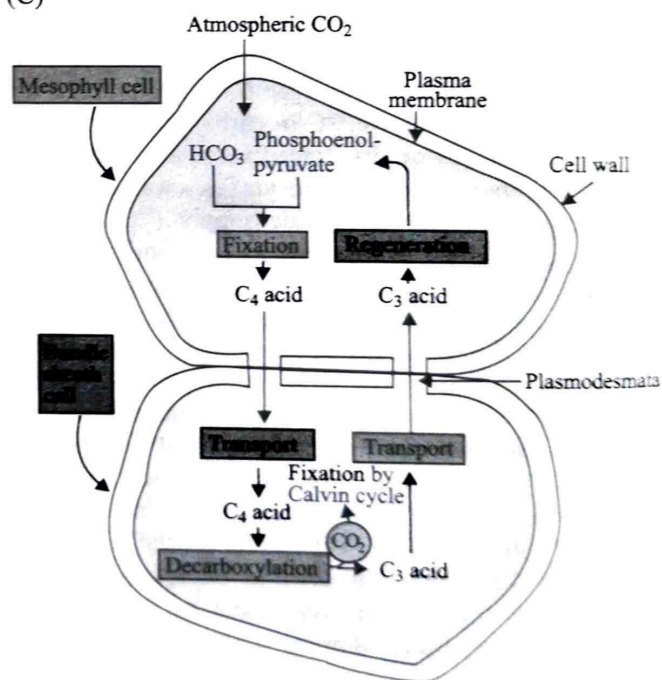 (C)
Atmospheric CO2
Mesophyll cell
Plasma
membrane
HCO3
Phosphoenol-
pyruvate
Cell wall
Fixation
Regeneration
C4 acid
C3 acid
Bundle
sheath
cell
Plasmodesmata
Transport
Transport
Fixation by
Calvin cycle
C4 acid
CO2
Decarboxylation
C3 acid